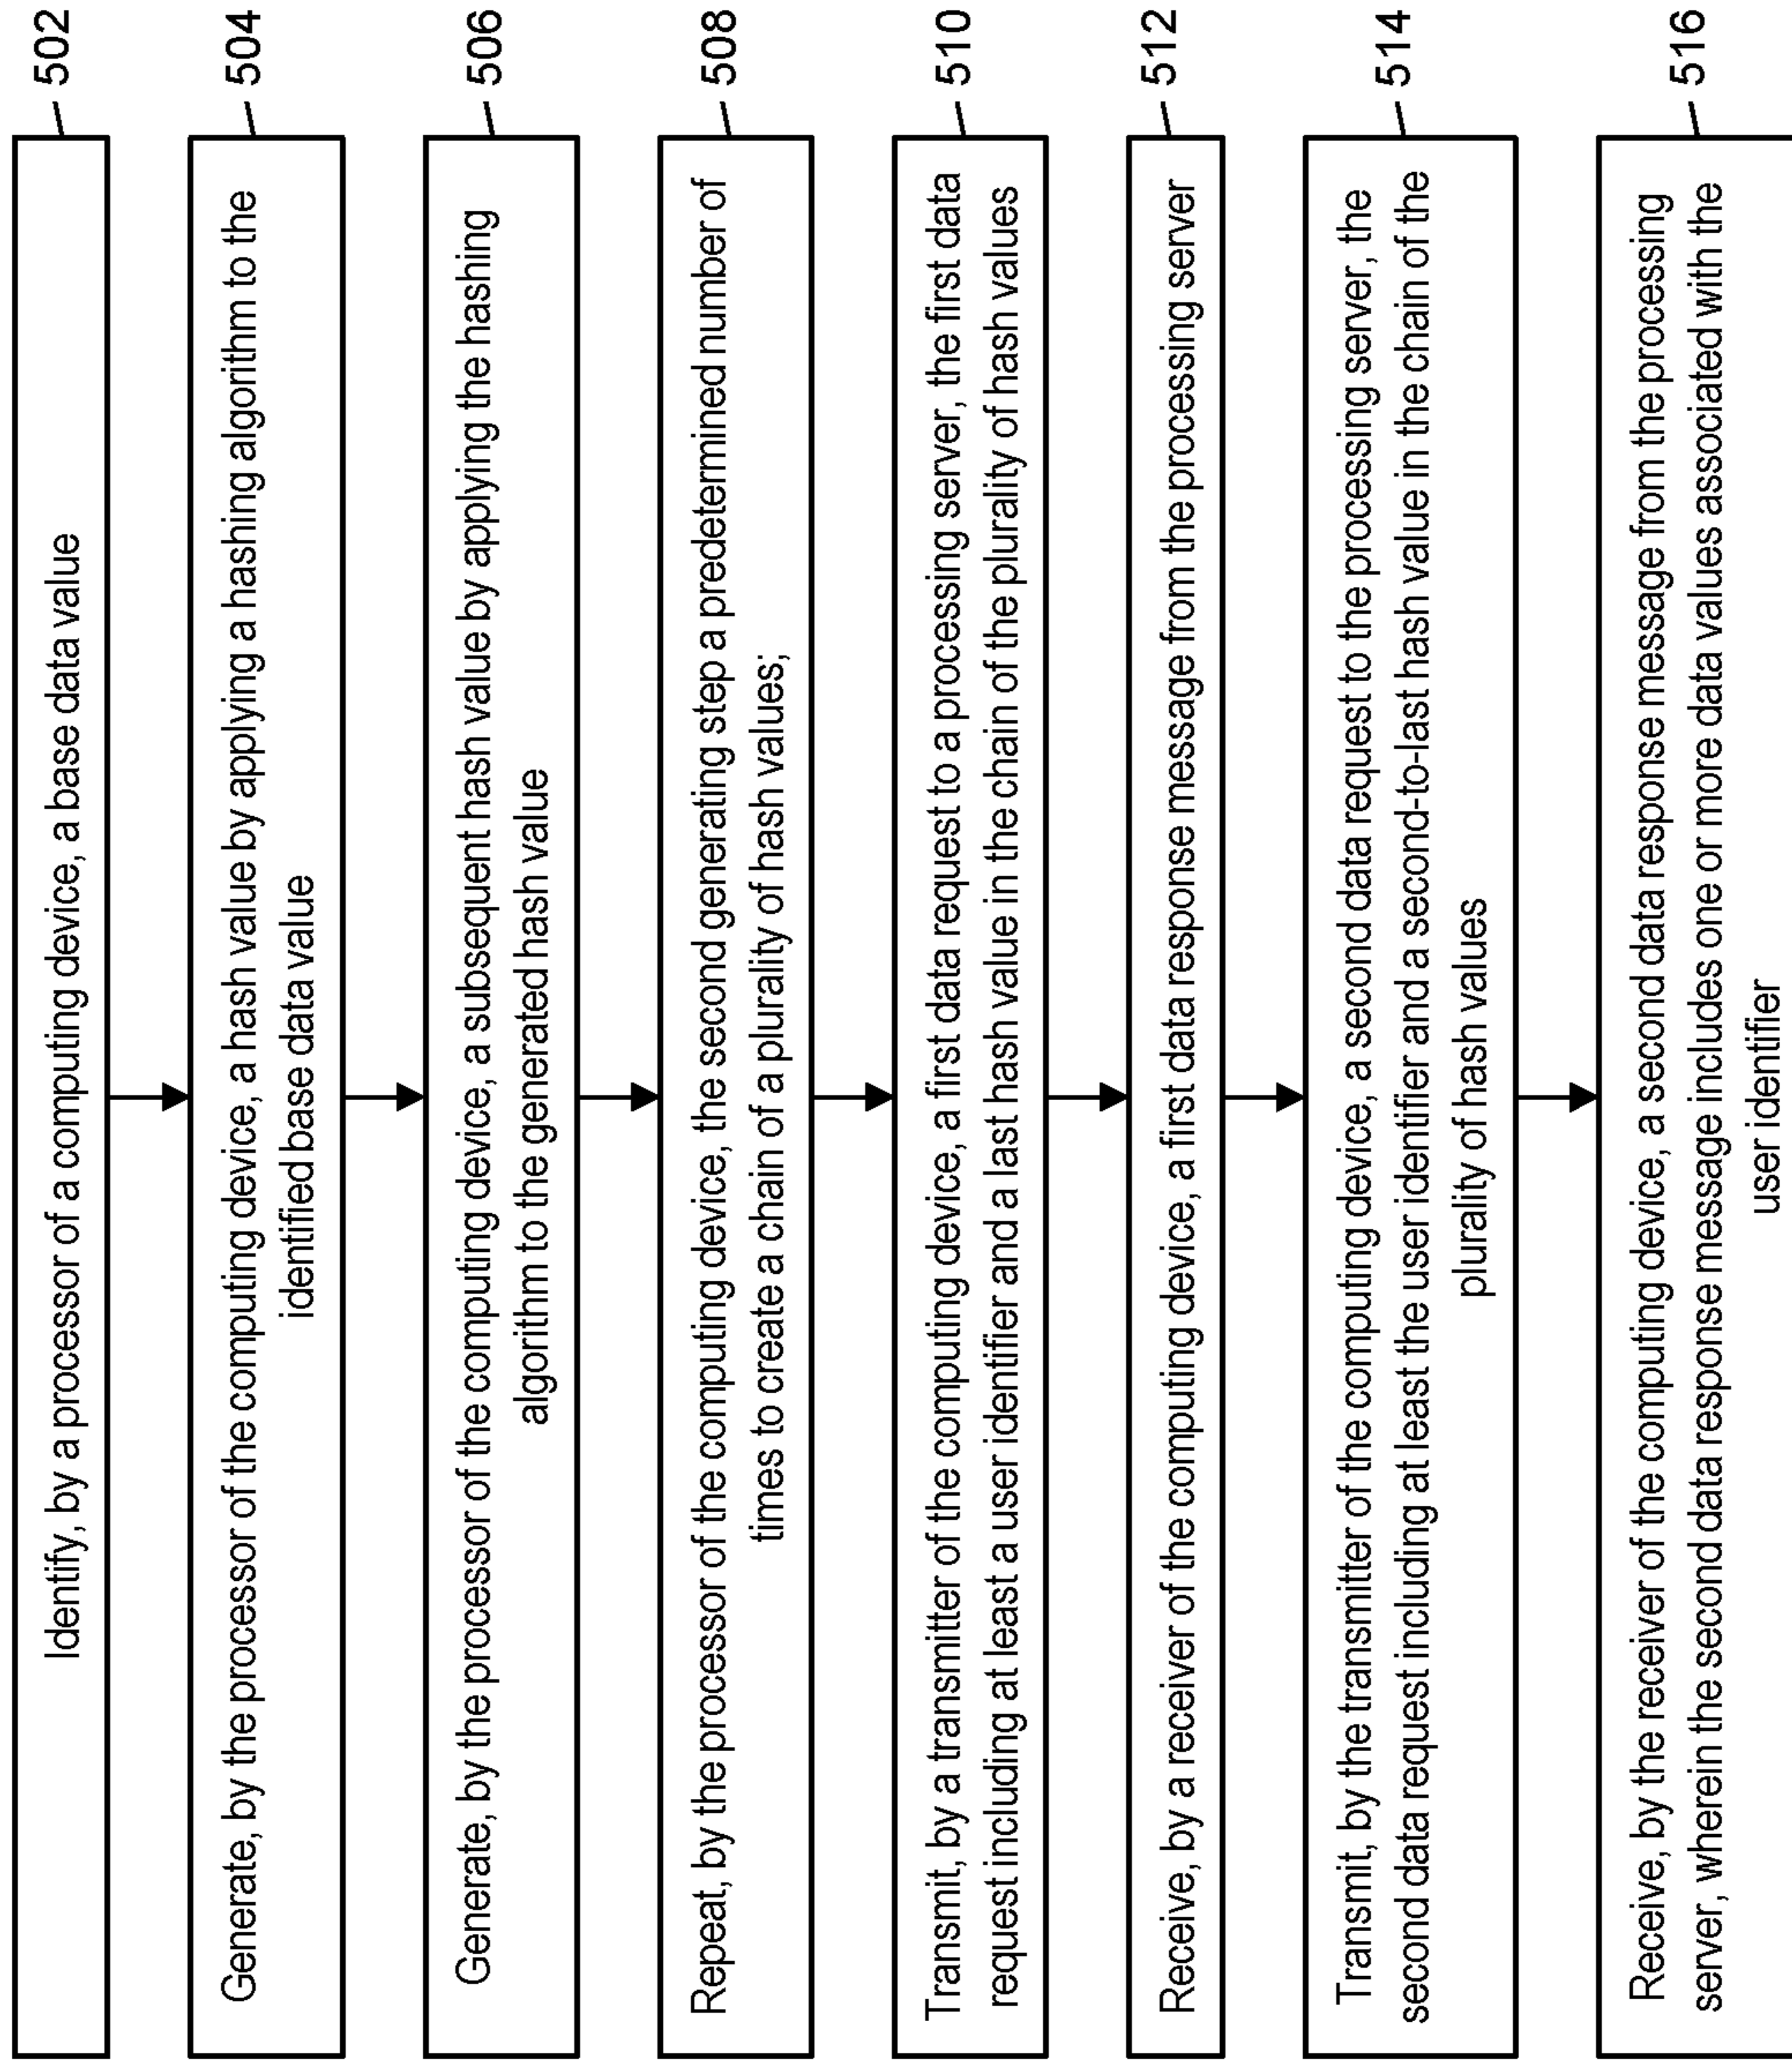 502
Identify, by a processor of a computing device, a base data value
504
Generate, by the processor of the computing device, a hash value by applying a hashing algorithm to the
identified base data value
506
Generate, by the processor of the computing device, a subsequent hash value by applying the hashing
algorithm to the generated hash value
508
Repeat, by the processor of the computing device, the second generating step a predetermined number of
times to create a chain of a plurality of hash values;
510
Transmit, by a transmitter of the computing device, a first data request to a processing server, the first data
request including at least a user identifier and a last hash value in the chain of the plurality of hash values
512
Receive, by a receiver of the computing device, a first data response message from the processing server
514
Transmit, by the transmitter of the computing device, a second data request to the processing server, the
second data request including at least the user identifier and a second-to-last hash value in the chain of the
plurality of hash values
516
Receive, by the receiver of the computing device, a second data response message from the processing
server, wherein the second data response message includes one or more data values associated with the
user identifier